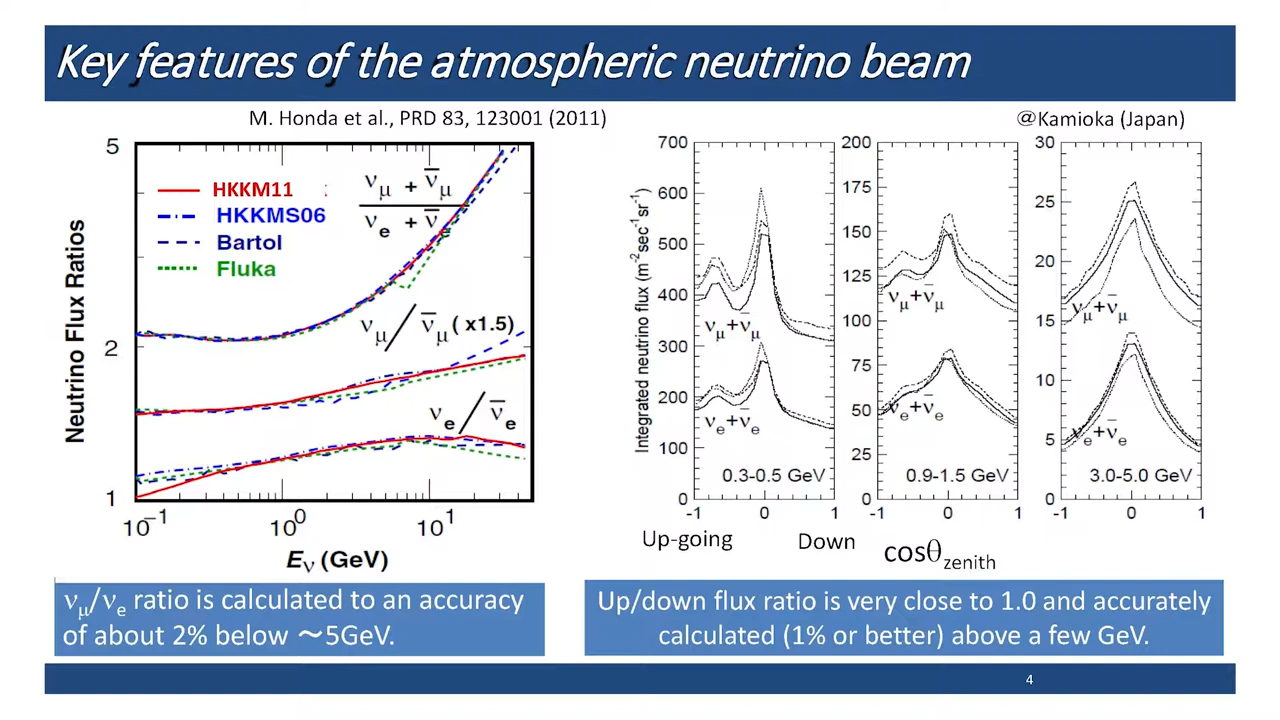 Key features of the atmospheric neutrino beam
M. Honda et al., PRD 83, 123001 (2011)
@Kamioka (Japan)
Neutrino Flux Ratios
5
2
1
HKKM11
HKKMS06
Bartol
Fluka
νμ + ν̅μ
νe + ν̅
νμ / ν̅μ ( x1.5)
νe / ν̅e
10⁻¹ 10⁰ 10¹
Eν (GeV)
Integrated neutrino flux (m⁻²sec⁻¹sr⁻¹)
700
600
500
400
300
200
100
0
νμ+ν̅μ
νe+ν̅e
0.3-0.5 GeV
-1 0 1
200
175
150
125
100
75
50
25
0
νμ+ν̅μ
νe+ν̅e
0.9-1.5 GeV
-1 0 1
30
25
20
15
10
5
0
νμ+ν̅μ
νe+ν̅e
3.0-5.0 GeV
-1 0 1
Up-going Down cosθzenith
νμ/νe ratio is calculated to an accuracy
of about 2% below ～5GeV.
Up/down flux ratio is very close to 1.0 and accurately
calculated (1% or better) above a few GeV.
4